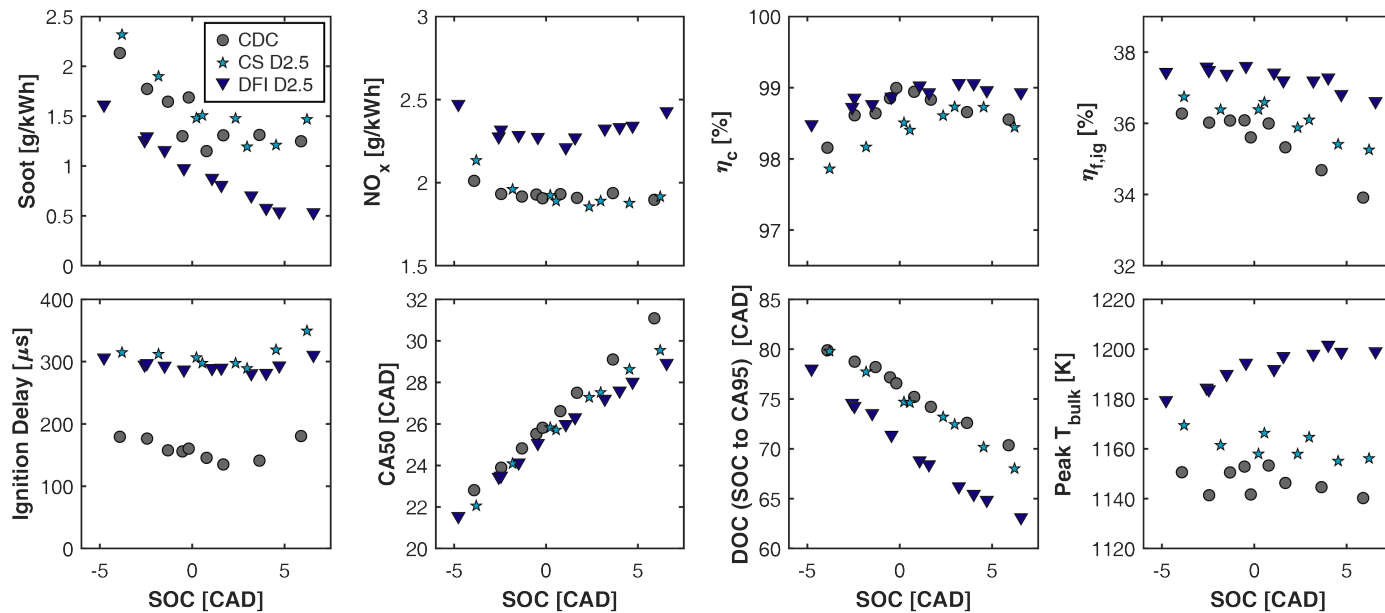 Soot [g/kWh]
2.5
2
1.5
1
0.5
0
CDC
CS D2.5
DFI D2.5
NOx [g/kWh]
3
2.5
2
1.5
ηc [%]
100
99
98
97
ηf,ig [%]
38
36
34
32
Ignition Delay [μs]
400
300
200
100
0
-5 0 5
SOC [CAD]
CA50 [CAD]
32
30
28
26
24
22
20
-5 0 5
SOC [CAD]
DOC (SOC to CA95) [CAD]
85
80
75
70
65
60
-5 0 5
SOC [CAD]
Peak Tbulk [K]
1220
1200
1180
1160
1140
1120
-5 0 5
SOC [CAD]